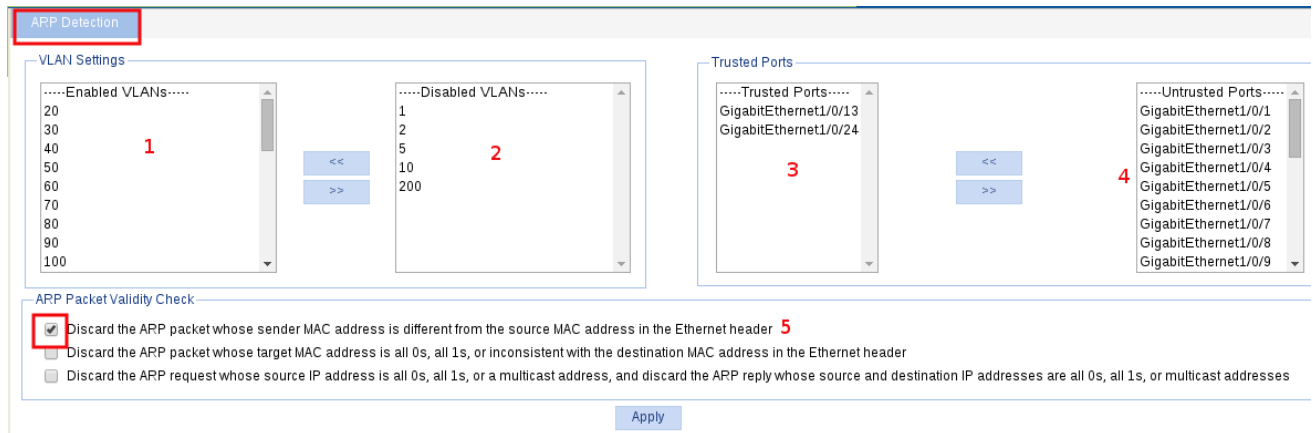 ARP Detection
VLAN Settings
-----Enabled VLANs-----
20
30
40
50
60
70
80
90
100
1
<<
>>
-----Disabled VLANs-----
1
2
5
10
200
2
Trusted Ports
-----Trusted Ports-----
GigabitEthernet1/0/13
GigabitEthernet1/0/24
3
<<
>>
-----Untrusted Ports-----
GigabitEthernet1/0/1
GigabitEthernet1/0/2
GigabitEthernet1/0/3
GigabitEthernet1/0/4
GigabitEthernet1/0/5
GigabitEthernet1/0/6
GigabitEthernet1/0/7
GigabitEthernet1/0/8
GigabitEthernet1/0/9
4
ARP Packet Validity Check
Discard the ARP packet whose sender MAC address is different from the source MAC address in the Ethernet header 5
Discard the ARP packet whose target MAC address is all 0s, all 1s, or inconsistent with the destination MAC address in the Ethernet header
Discard the ARP request whose source IP address is all 0s, all 1s, or a multicast address, and discard the ARP reply whose source and destination IP addresses are all 0s, all 1s, or multicast addresses
Apply